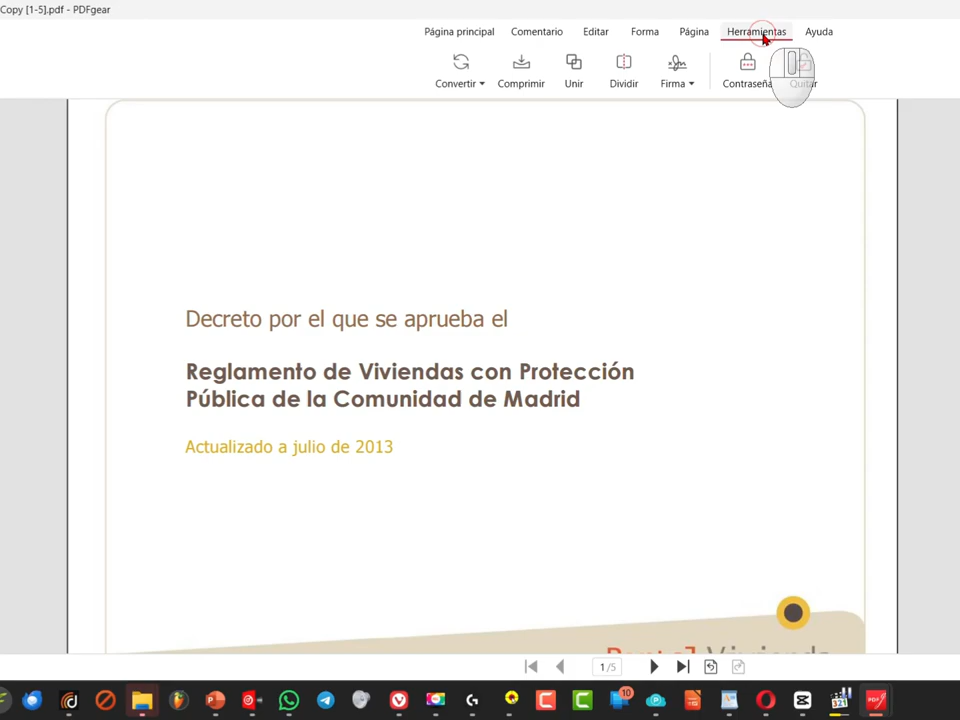 Copy [1-5].pdf - PDFgear
Página principal Comentario Editar Forma Página Herramientas Ayuda
Convertir Comprimir Unir Dividir Firma Contraseña Quitar
Decreto por el que se aprueba el
Reglamento de Viviendas con Protección
Pública de la Comunidad de Madrid
Actualizado a julio de 2013
1/5
10
321